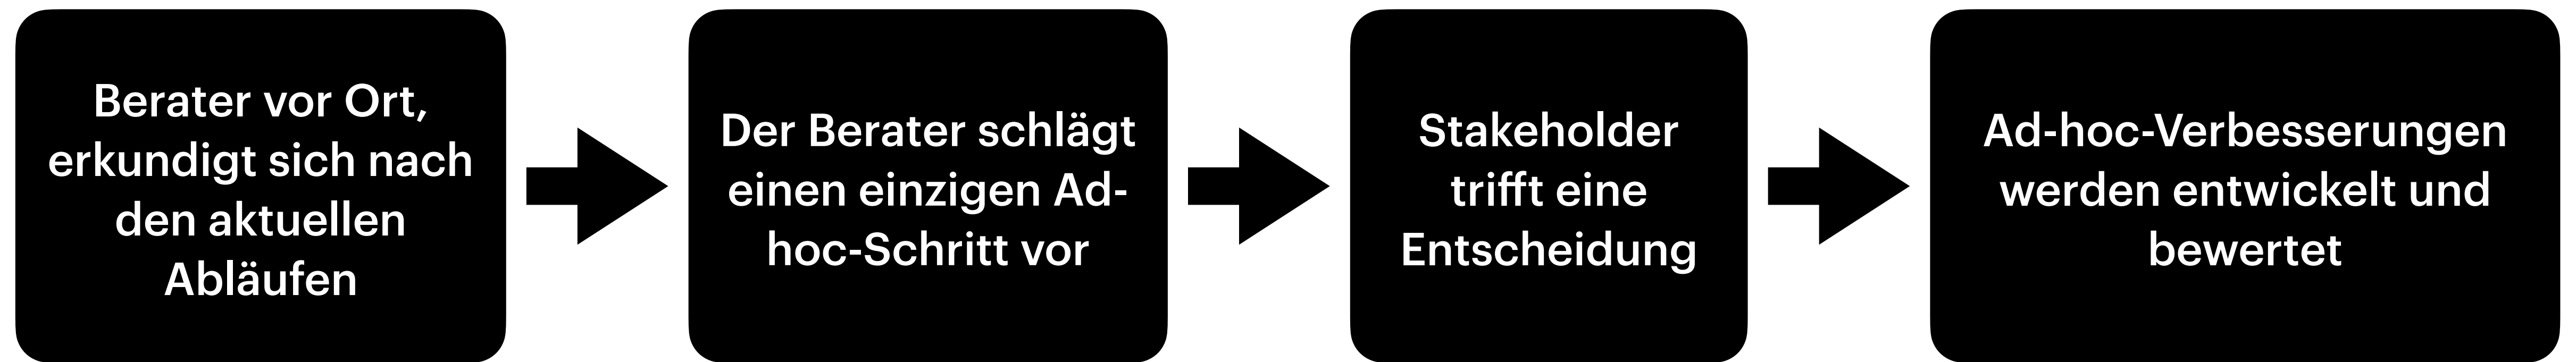 Berater vor Ort,
erkundigt sich nach
den aktuellen
Abläufen
Der Berater schlägt
einen einzigen Ad-
hoc-Schritt vor
Stakeholder
trifft eine
Entscheidung
Ad-hoc-Verbesserungen
werden entwickelt und
bewertet